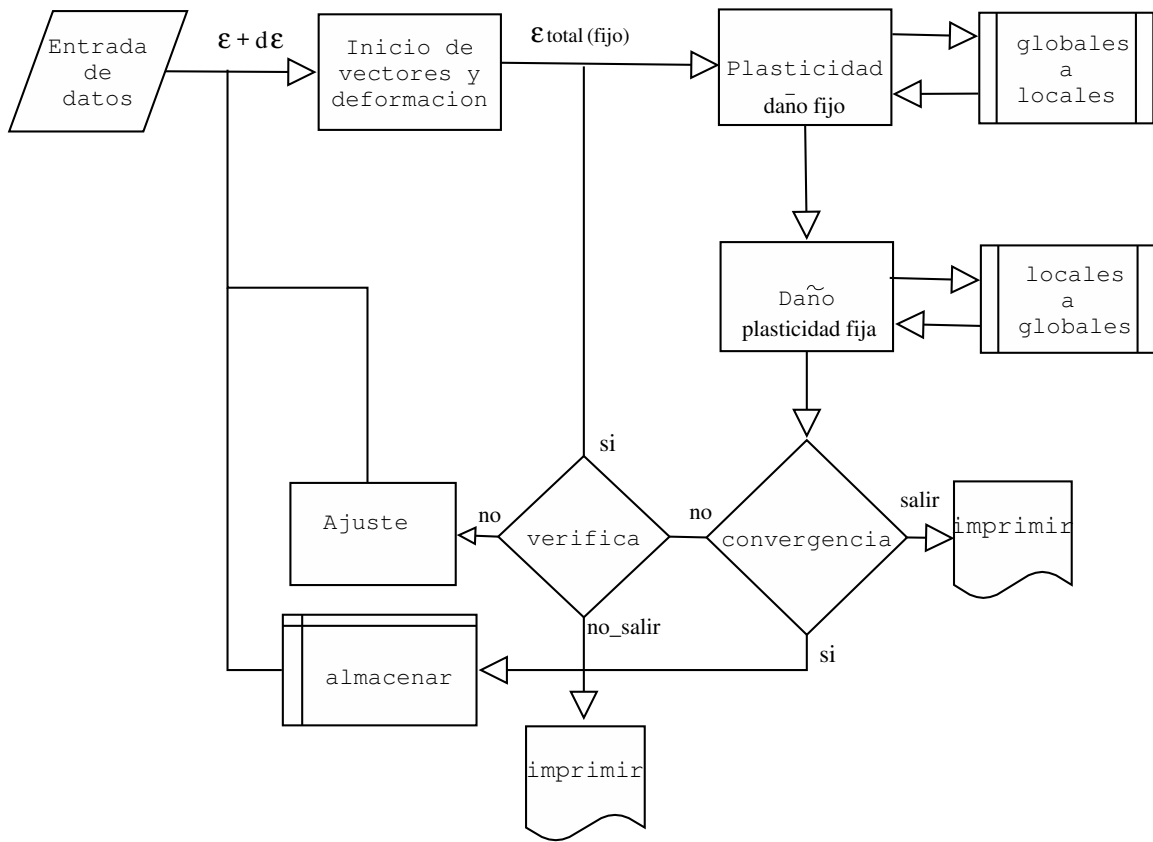 Entrada
de
datos
ε + dε
Inicio de
vectores y
deformacion
ε total (fijo)
Plasticidad
daño fijo
globales
a
locales
Daño
plasticidad fija
locales
a
globales
si
no
verifica
no
convergencia
salir
imprimir
Ajuste
no_salir
si
almacenar
imprimir